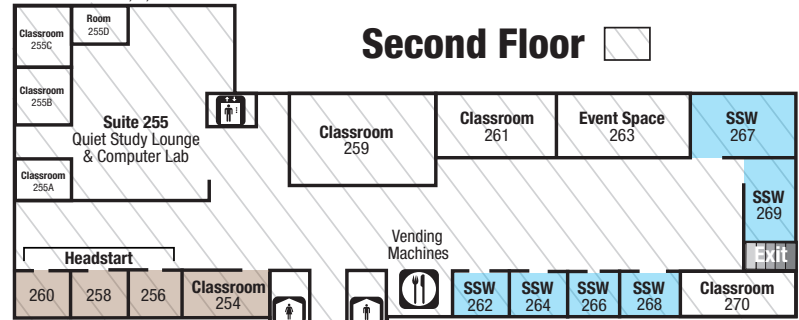 Second Floor
Classroom
255C
Room
255D
Classroom
255B
Suite 255
Quiet Study Lounge
& Computer Lab
Classroom
255A
Classroom
259
Classroom
261
Event Space
263
SSW
267
SSW
269
Exit
Vending
Machines
Headstart
260
258
256
Classroom
254
SSW
262
SSW
264
SSW
266
SSW
268
Classroom
270